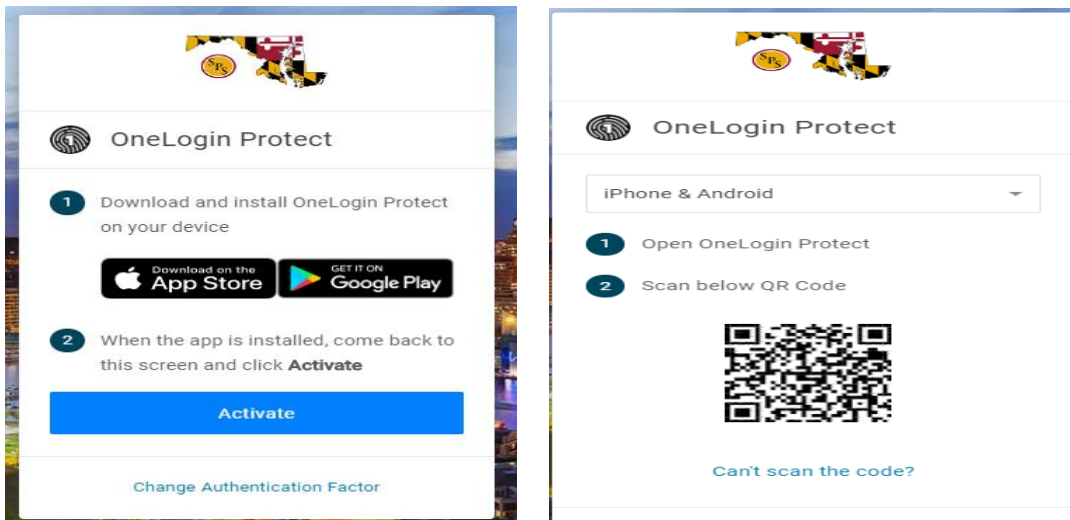 SPS
OneLogin Protect
1 Download and install OneLogin Protect
on your device
Download on the
App Store
GET IT ON
Google Play
2 When the app is installed, come back to
this screen and click Activate
Activate
Change Authentication Factor
SPS
OneLogin Protect
iPhone & Android
1 Open OneLogin Protect
2 Scan below QR Code
Can't scan the code?